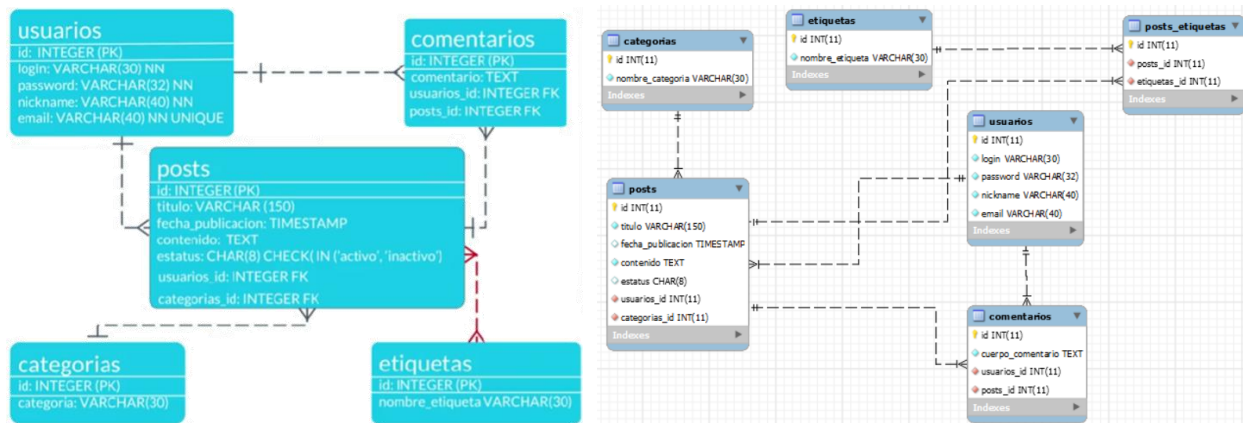 usuarios
id: INTEGER (PK)
login: VARCHAR(30) NN
password: VARCHAR(32) NN
nickname: VARCHAR(40) NN
email: VARCHAR(40) NN UNIQUE
comentarios
id: INTEGER (PK)
comentario: TEXT
usuarios_id: INTEGER FK
posts_id: INTEGER FK
posts
id: INTEGER (PK)
titulo: VARCHAR (150)
fecha_publicacion: TIMESTAMP
contenido: TEXT
estatus: CHAR(8) CHECK( IN ('activo', 'inactivo']
usuarios_id: INTEGER FK
categorias_id: INTEGER FK
categorias
id: INTEGER (PK)
categoria: VARCHAR(30)
etiquetas
id: INTEGER (PK)
nombre_etiqueta VARCHAR(30)
categorias
id INT(11)
nombre_categoria VARCHAR(30)
Indexes
etiquetas
id INT(11)
nombre_etiqueta VARCHAR(30)
Indexes
posts_etiquetas
id INT(11)
posts_id INT(11)
etiquetas_id INT(11)
Indexes
usuarios
id INT(11)
login VARCHAR(30)
password VARCHAR(32)
nickname VARCHAR(40)
email VARCHAR(40)
Indexes
posts
id INT(11)
titulo VARCHAR(150)
fecha_publicacion TIMESTAMP
contenido TEXT
estatus CHAR(8)
usuarios_id INT(11)
categorias_id INT(11)
Indexes
comentarios
id INT(11)
cuerpo_comentario TEXT
usuarios_id INT(11)
posts_id INT(11)
Indexes